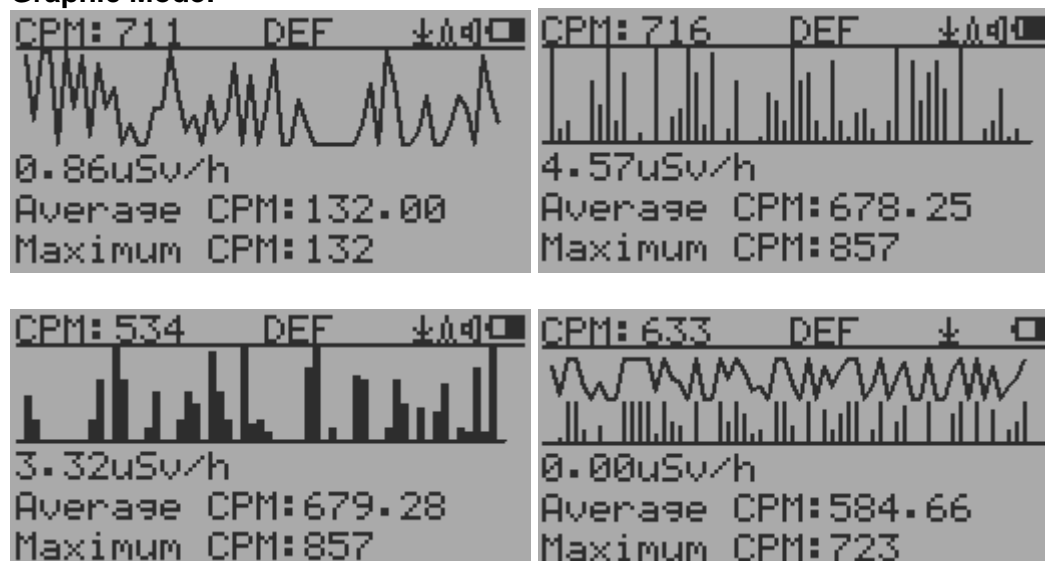 Graphic Mode:
CPM:711 DEF
0.86uSv/h
Average CPM:132.00
Maximum CPM:132
CPM:716 DEF
4.57uSv/h
Average CPM:678.25
Maximum CPM:857
CPM:534 DEF
3.32uSv/h
Average CPM:679.28
Maximum CPM:857
CPM:633 DEF
0.00uSv/h
Average CPM:584.66
Maximum CPM:723